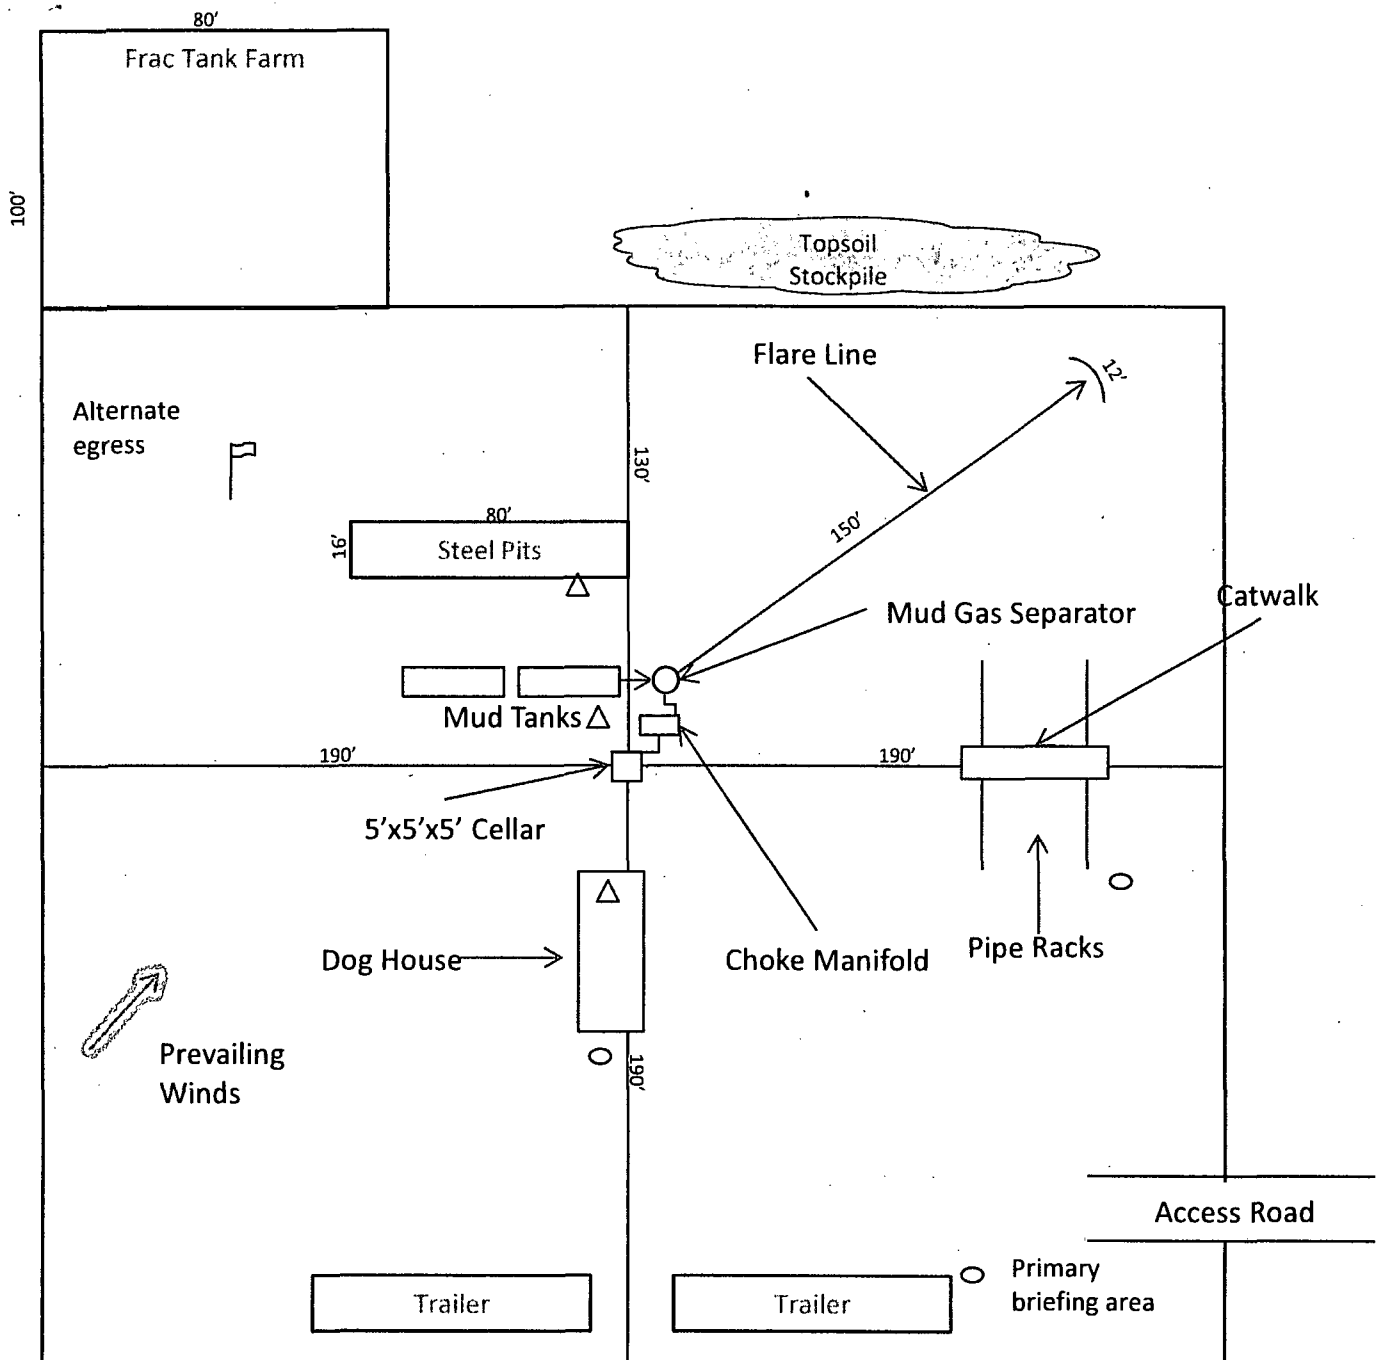 80'
Frac Tank Farm
100'
Topsoil
Stockpile
Flare Line
12'
Alternate
egress
130'
80'
16'
Steel Pits
150'
Catwalk
Mud Gas Separator
Mud Tanks
190'
190'
5'x5'x5' Cellar
Dog House
Choke Manifold
Pipe Racks
Prevailing
Winds
190'
Access Road
Primary
briefing area
Trailer
Trailer